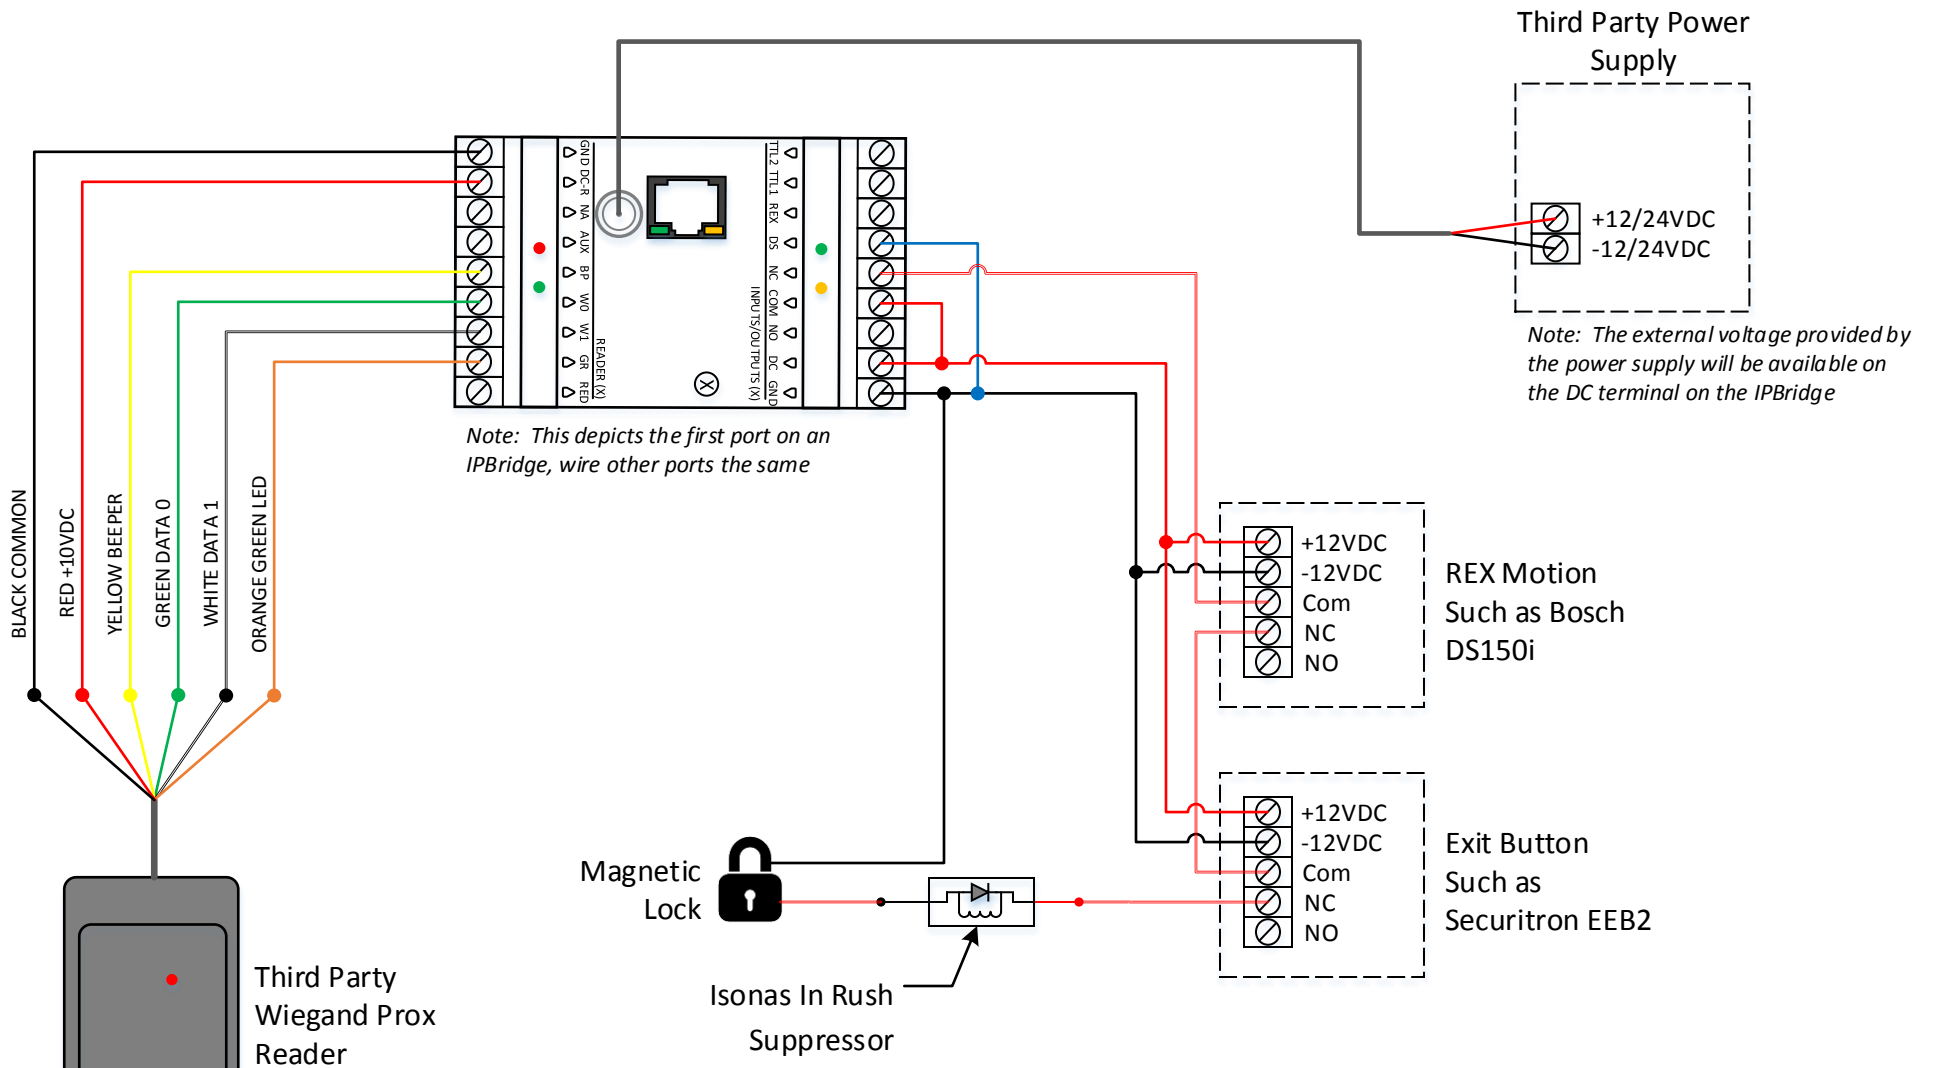 Third Party Power
Supply
+12/24VDC
-12/24VDC
Note:  The external voltage provided by
the power supply will be available on
the DC terminal on the IPBridge
GND
DC-R
NA
AUX
BP
W0
W1
GR
RED
READER (X)
TTL2
TTL1
REX
DS
NC
COM
NO
DC
GND
INPUTS/OUTPUTS (X)
X
Note:  This depicts the first port on an
IPBridge, wire other ports the same
BLACK COMMON
RED +10VDC
YELLOW BEEPER
GREEN DATA 0
WHITE DATA 1
ORANGE GREEN LED
+12VDC
-12VDC
Com
NC
NO
REX Motion
Such as Bosch
DS150i
+12VDC
-12VDC
Com
NC
NO
Exit Button
Such as
Securitron EEB2
Magnetic
Lock
Isonas In Rush
Suppressor
Third Party
Wiegand Prox
Reader